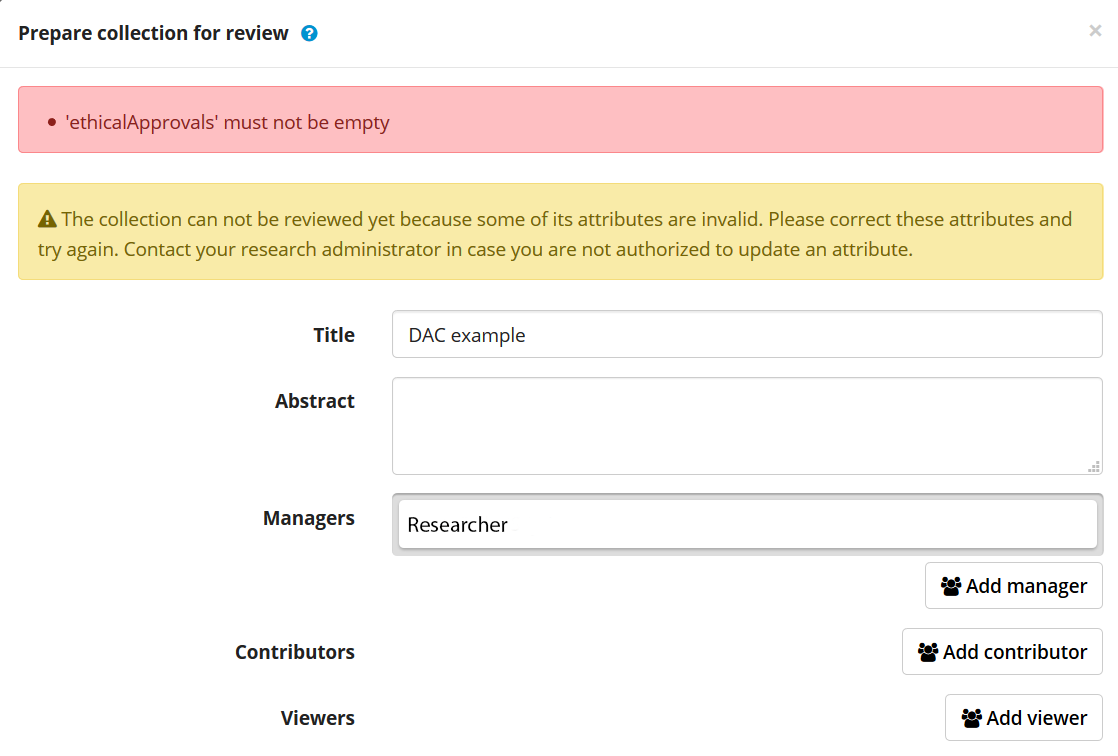 Prepare collection for review ?
×
• 'ethicalApprovals' must not be empty
The collection can not be reviewed yet because some of its attributes are invalid. Please correct these attributes and
try again. Contact your research administrator in case you are not authorized to update an attribute.
Title DAC example
Abstract
Managers Researcher
Add manager
Contributors Add contributor
Viewers Add viewer